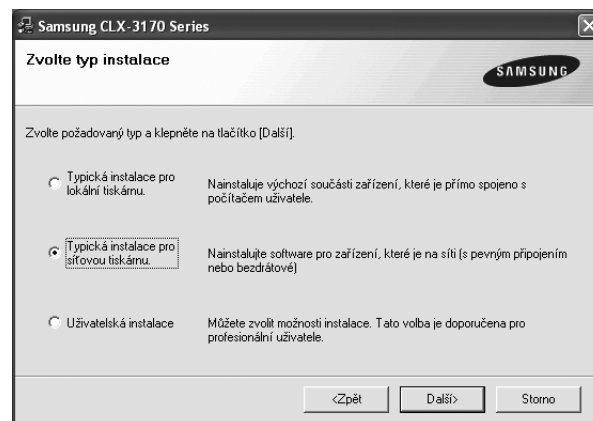 Samsung CLX-3170 Series
Zvolte typ instalace
SAMSUNG
Zvolte požadovaný typ a klepněte na tlačítko [Další].
Typická instalace pro
lokální tiskárnu.
Nainstaluje výchozí součásti zařízení, které je přímo spojeno s
počítačem uživatele.
Typická instalace pro
síťovou tiskárnu.
Nainstalujte software pro zařízení, které je na síti (s pevným připojením
nebo bezdrátové)
Uživatelská instalace
Můžete zvolit možnosti instalace. Tato volba je doporučena pro
profesionální uživatele.
<Zpět
Další>
Storno